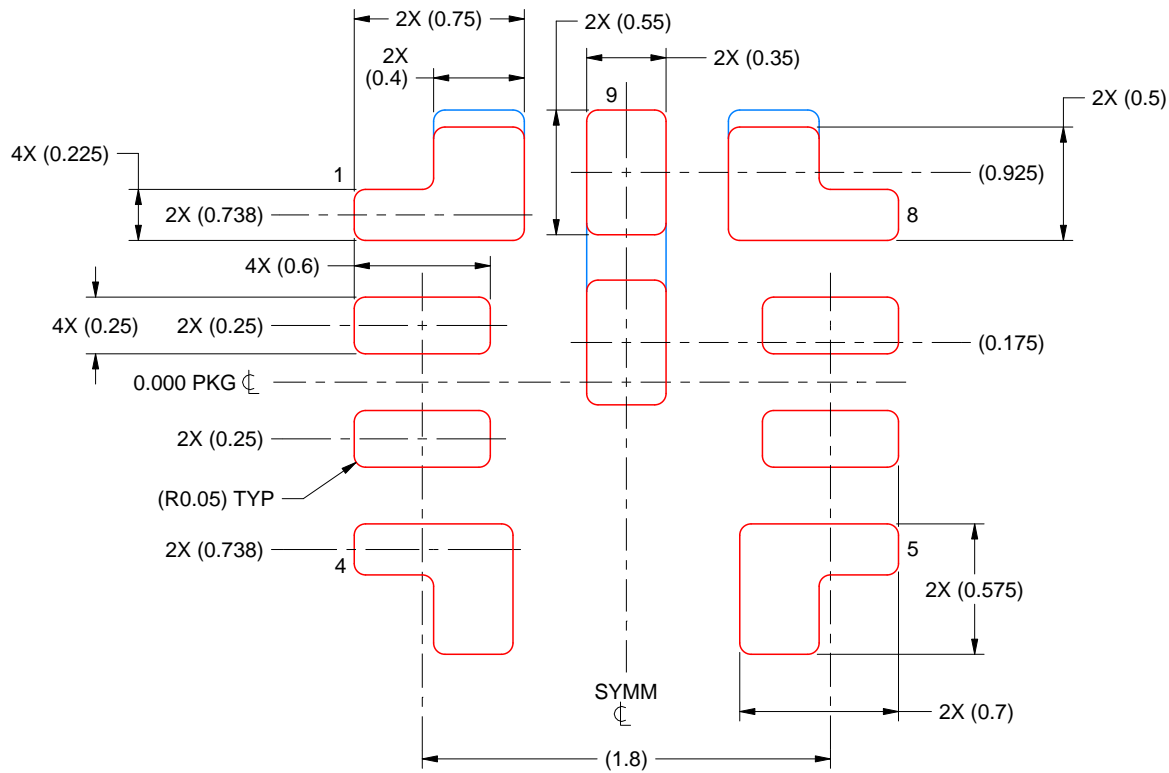 2X (0.75)
2X (0.55)
2X
(0.4)
2X (0.35)
9
2X (0.5)
4X (0.225)
1
(0.925)
2X (0.738)
8
4X (0.6)
4X (0.25)
2X (0.25)
(0.175)
0.000 PKG ℄
2X (0.25)
(R0.05) TYP
2X (0.738)
4
5
2X (0.575)
SYMM
℄
2X (0.7)
(1.8)